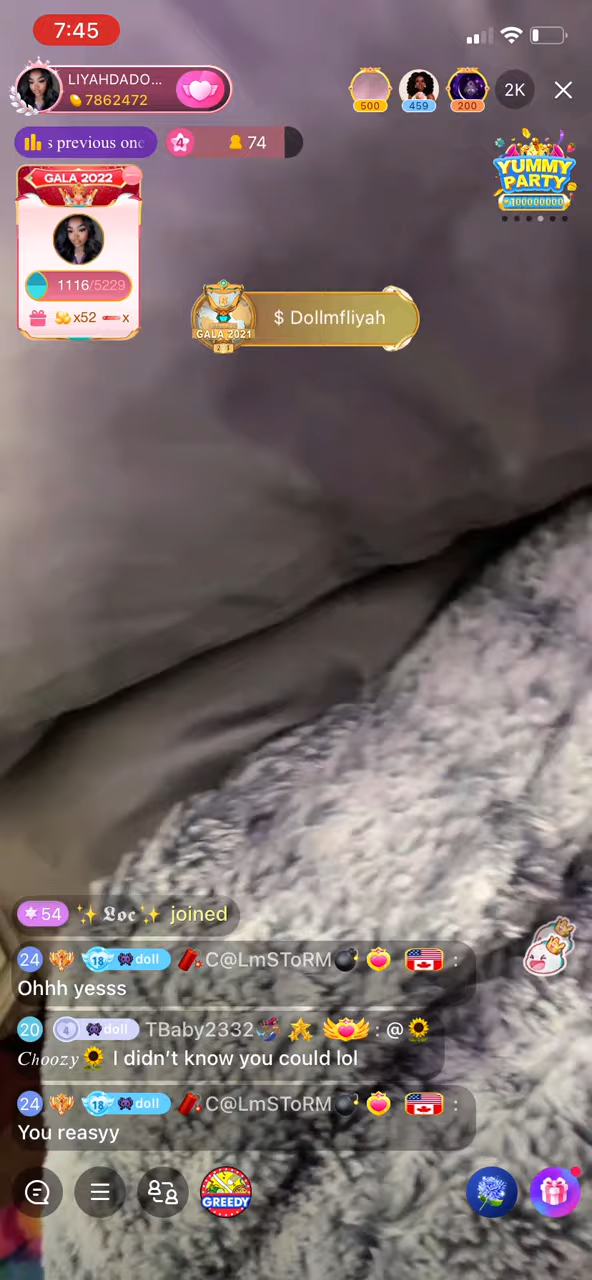 7:45
LIYAHDADO...
7862472
500
459
200
2K
s previous one
4
74
YUMMY
PARTY
100000000
GALA 2022
1116/5229
x52
x
GALA 2021
$ Dollmfliyah
54 ✨ 𝕷𝖔𝖈 ✨ joined
24 18 doll C@LmSToRM💣 :
Ohhh yesss
20 4 doll TBaby2332 : @🌻
𝐶ℎ𝑜𝑜𝑧𝑦🌻 I didn't know you could lol
24 18 doll C@LmSToRM💣 :
You reasyy
GREEDY